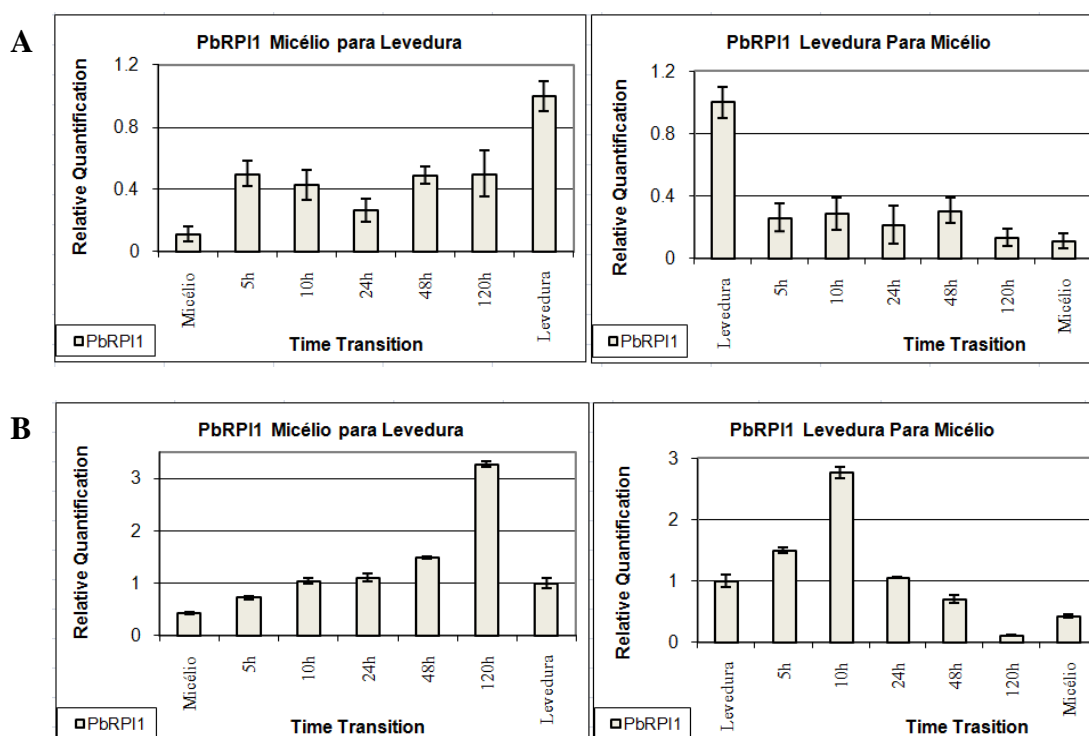 A
PbRPI1 Micélio para Levedura
Relative Quantification
1.2
0.8
0.4
0
Micélio
5h
10h
24h
48h
120h
Levedura
PbRPI1
Time Transition
PbRPI1 Levedura Para Micélio
Relative Quantification
1.2
0.8
0.4
0
Levedura
5h
10h
24h
48h
120h
Micélio
PbRPI1
Time Trasition
B
PbRPI1 Micélio para Levedura
Relative Quantification
3
2
1
0
Micélio
5h
10h
24h
48h
120h
Levedura
PbRPI1
Time Transition
PbRPI1 Levedura Para Micélio
Relative Quantification
3
2
1
0
Levedura
5h
10h
24h
48h
120h
Micélio
PbRPI1
Time Transition